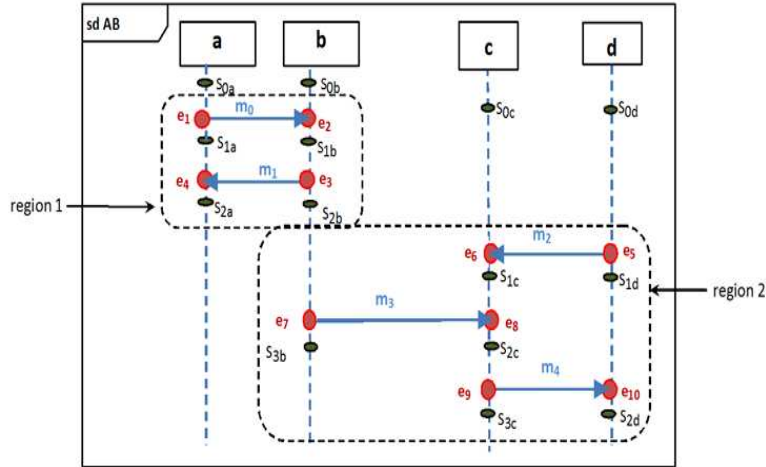 sd AB
a
b
c
d
S0a
S0b
S0c
S0d
e1
m0
e2
S1a
S1b
e4
m1
e3
region 1
S2a
S2b
e6
m2
e5
S1c
S1d
region 2
e7
m3
e8
S3b
S2c
e9
m4
e10
S3c
S2d